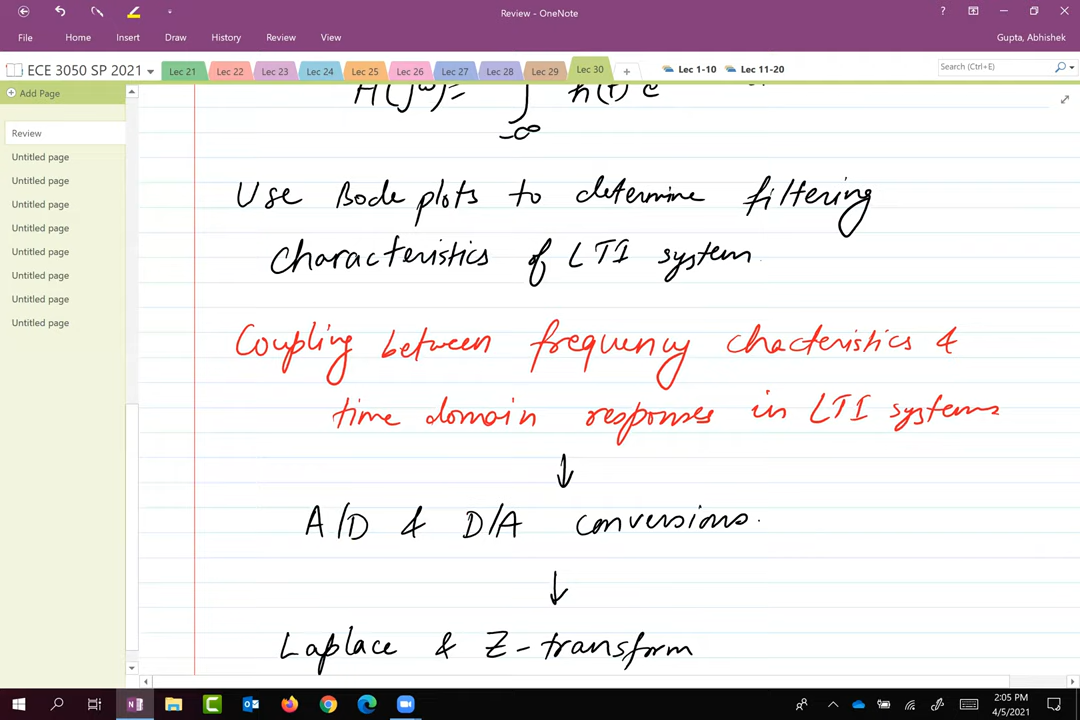 Review - OneNote
?
File
Home
Insert
Draw
History
Review
View
Gupta, Abhishek
ECE 3050 SP 2021
Lec 21
Lec 22
Lec 23
Lec 24
Lec 25
Lec 26
Lec 27
Lec 28
Lec 29
Lec 30
+
Lec 1-10
Lec 11-20
Search (Ctrl+E)
Add Page
Review
Untitled page
Untitled page
Untitled page
Untitled page
Untitled page
Untitled page
Untitled page
Untitled page
H(jω)= ∫ h(t) e
-∞
Use Bode plots to determine filtering
characteristics of LTI system.
Coupling between frequency chacteristics &
time domain responses in LTI systems
↓
A/D & D/A conversions.
↓
Laplace & Z-transform
2:05 PM
4/5/2021